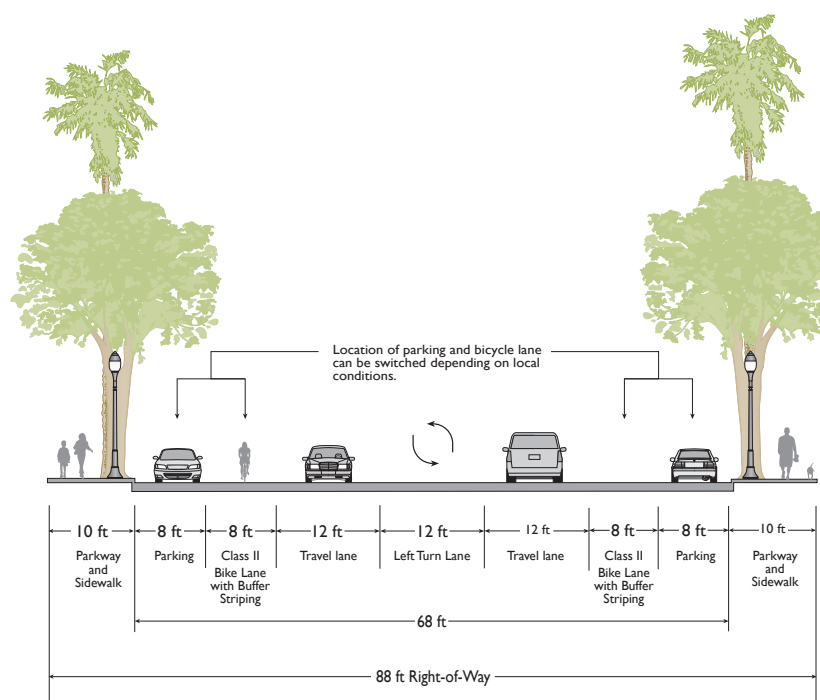 Location of parking and bicycle lane
can be switched depending on local
conditions.
10 ft
8 ft
8 ft
12 ft
12 ft
12 ft
8 ft
8 ft
10 ft
Parkway
and
Sidewalk
Parking
Class II
Bike Lane
with Buffer
Striping
Travel lane
Left Turn Lane
Travel lane
Class II
Bike Lane
with Buffer
Striping
Parking
Parkway
and
Sidewalk
68 ft
88 ft Right-of-Way